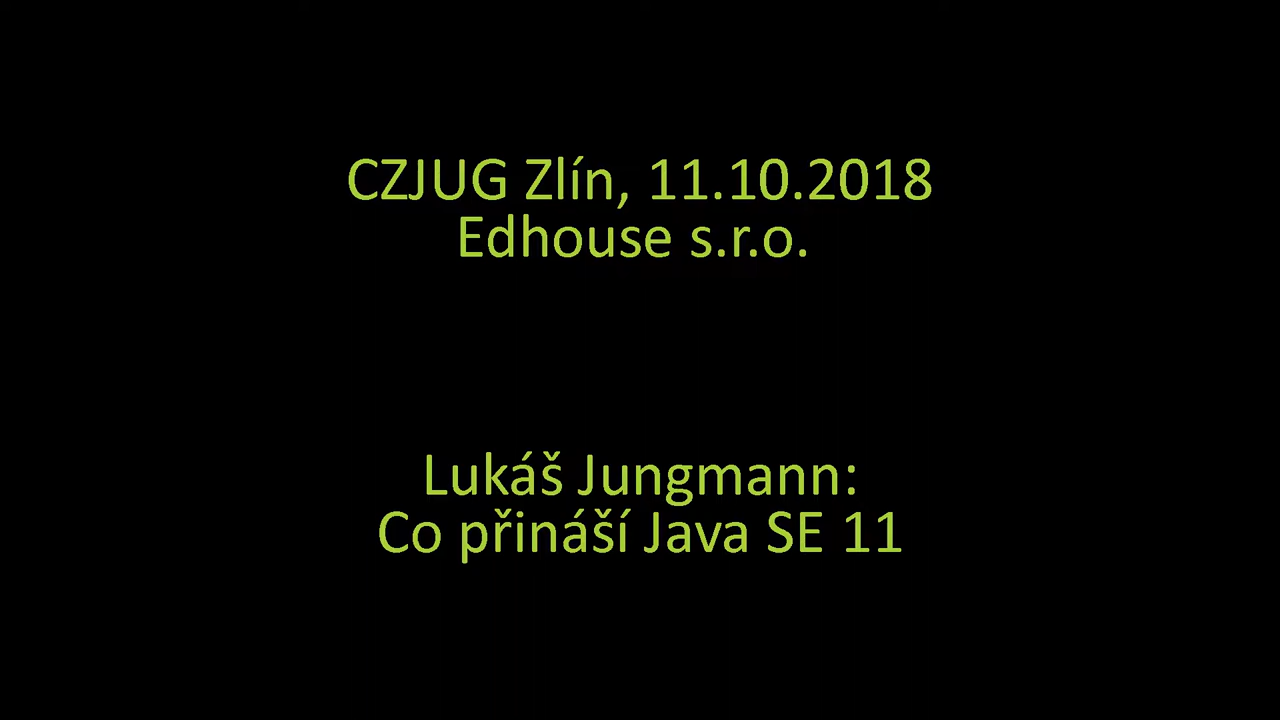 CZJUG Zlín, 11.10.2018
Edhouse s.r.o.
Lukáš Jungmann:
Co přináší Java SE 11